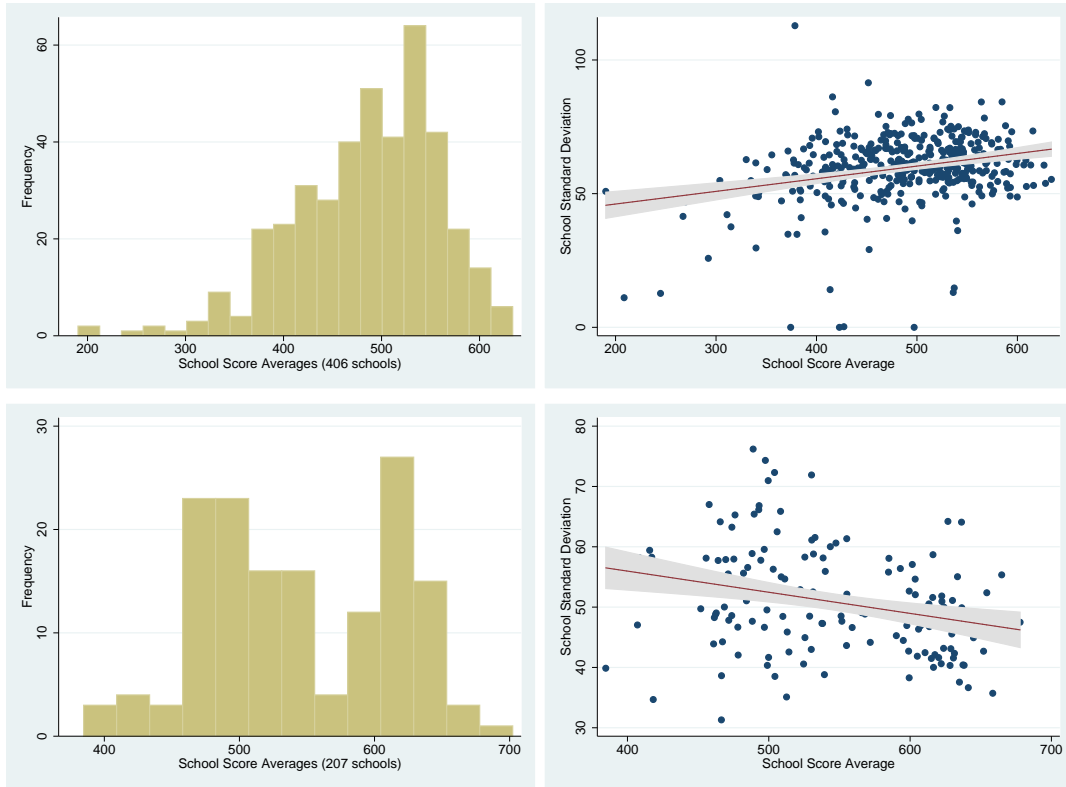 60
40
20
0
Frequency
200 300 400 500 600
School Score Averages (406 schools)
100
50
0
School Standard Deviation
200 300 400 500 600
School Score Average
30
20
10
0
Frequency
400 500 600 700
School Score Averages (207 schools)
80
70
60
50
40
30
School Standard Deviation
400 500 600 700
School Score Average